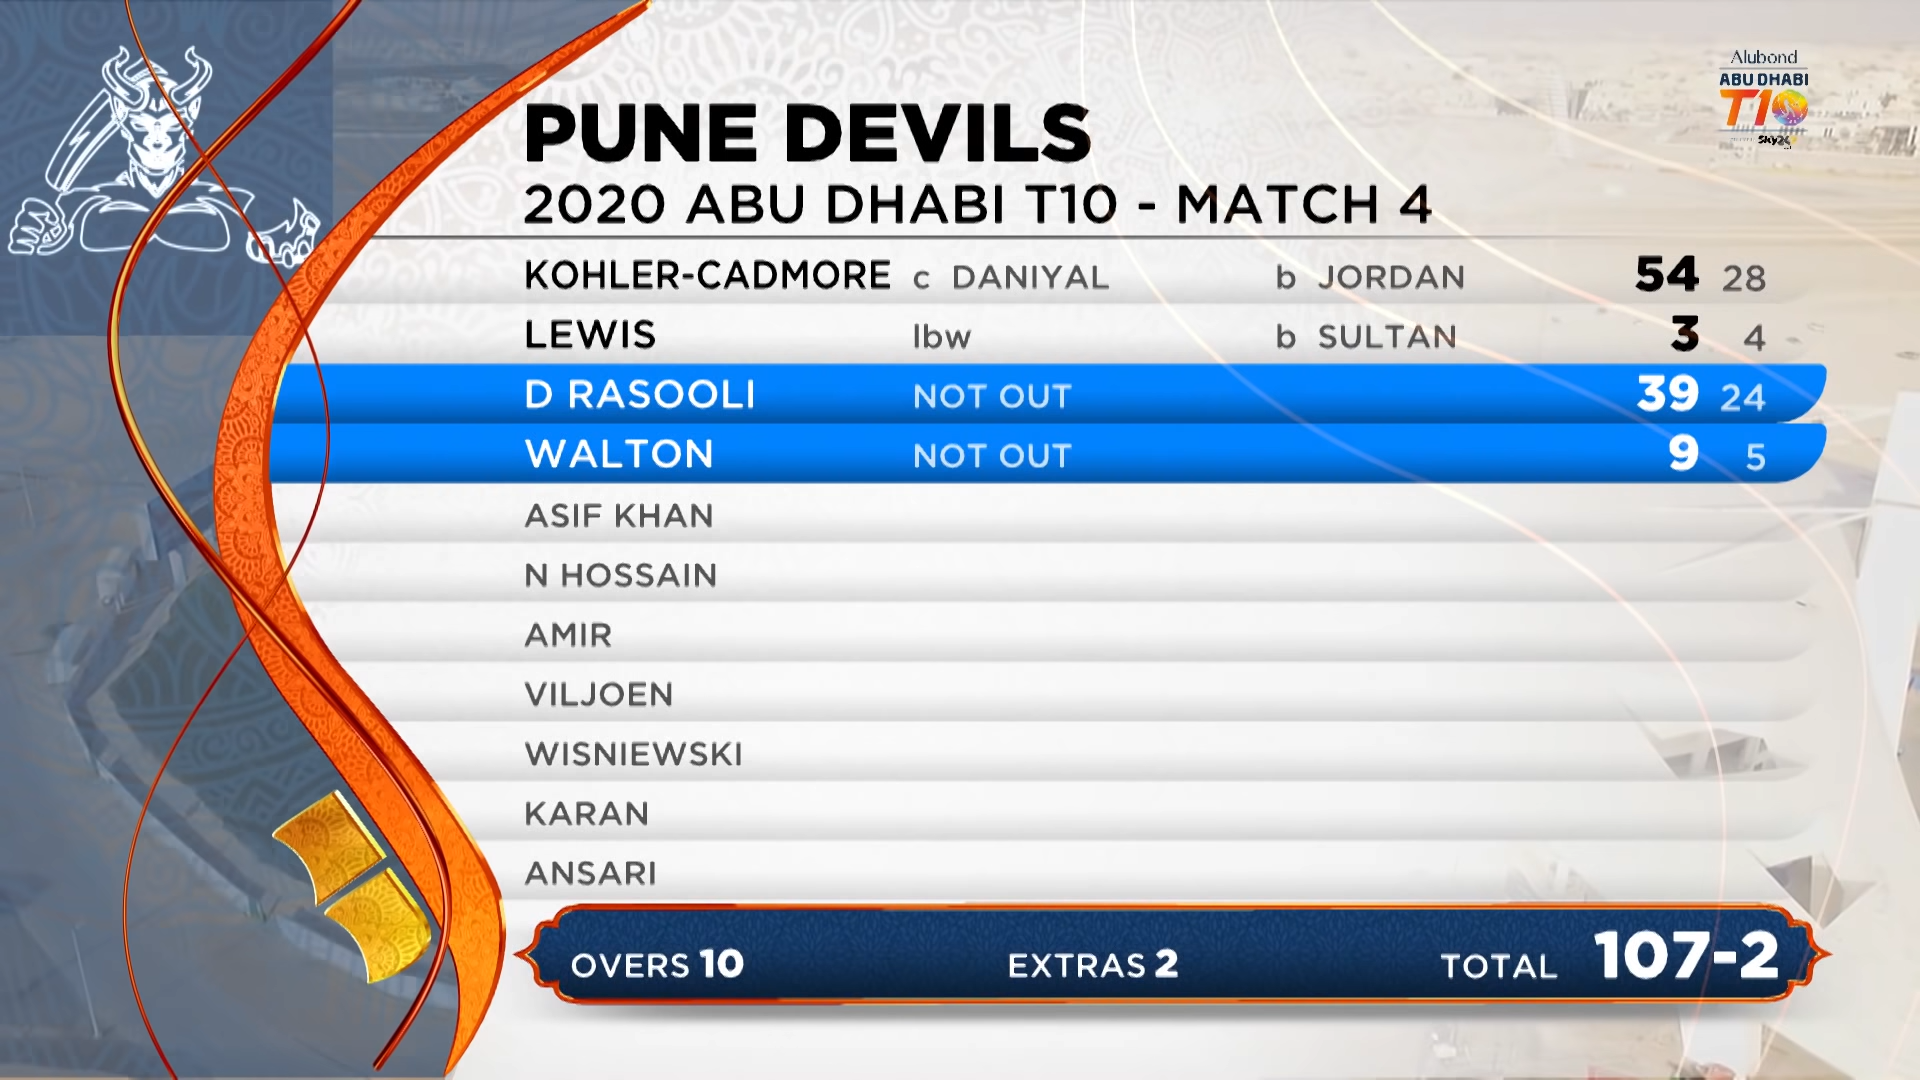 Alubond
ABU DHABI
T10
PUNE DEVILS
2020 ABU DHABI T10 - MATCH 4
KOHLER-CADMORE c DANIYAL b JORDAN 54 28
LEWIS lbw b SULTAN 3 4
D RASOOLI NOT OUT 39 24
WALTON NOT OUT 9 5
ASIF KHAN
N HOSSAIN
AMIR
VILJOEN
WISNIEWSKI
KARAN
ANSARI
OVERS 10 EXTRAS 2 TOTAL 107-2